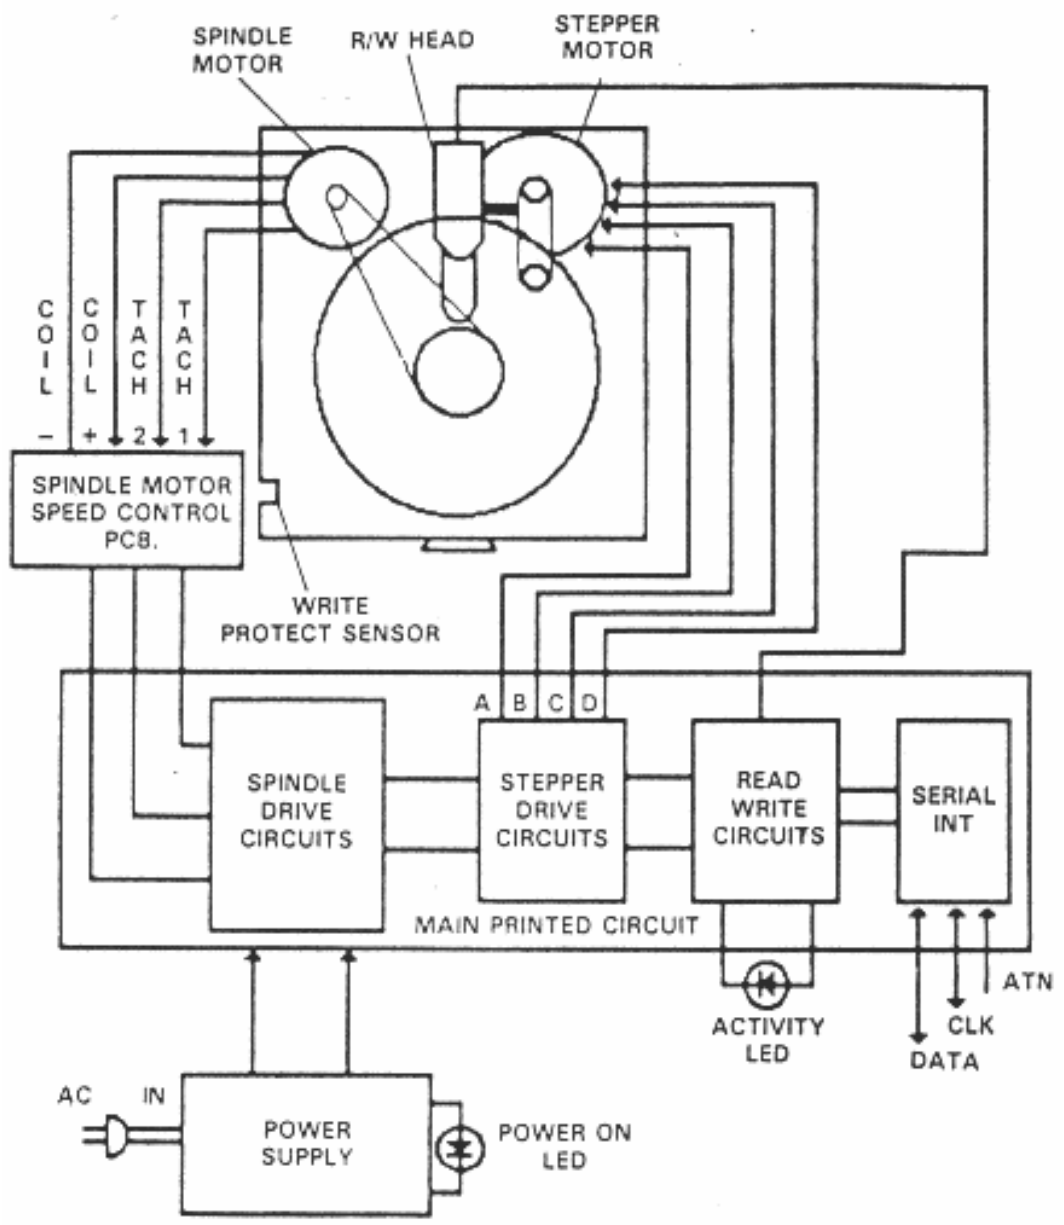 SPINDLE
MOTOR
R/W HEAD
STEPPER
MOTOR
COIL -
COIL +
TACH 2
TACH 1
SPINDLE MOTOR
SPEED CONTROL
PCB.
WRITE
PROTECT SENSOR
A B C D
SPINDLE
DRIVE
CIRCUITS
STEPPER
DRIVE
CIRCUITS
READ
WRITE
CIRCUITS
SERIAL
INT
MAIN PRINTED CIRCUIT
ACTIVITY
LED
ATN
CLK
DATA
AC IN
POWER
SUPPLY
POWER ON
LED